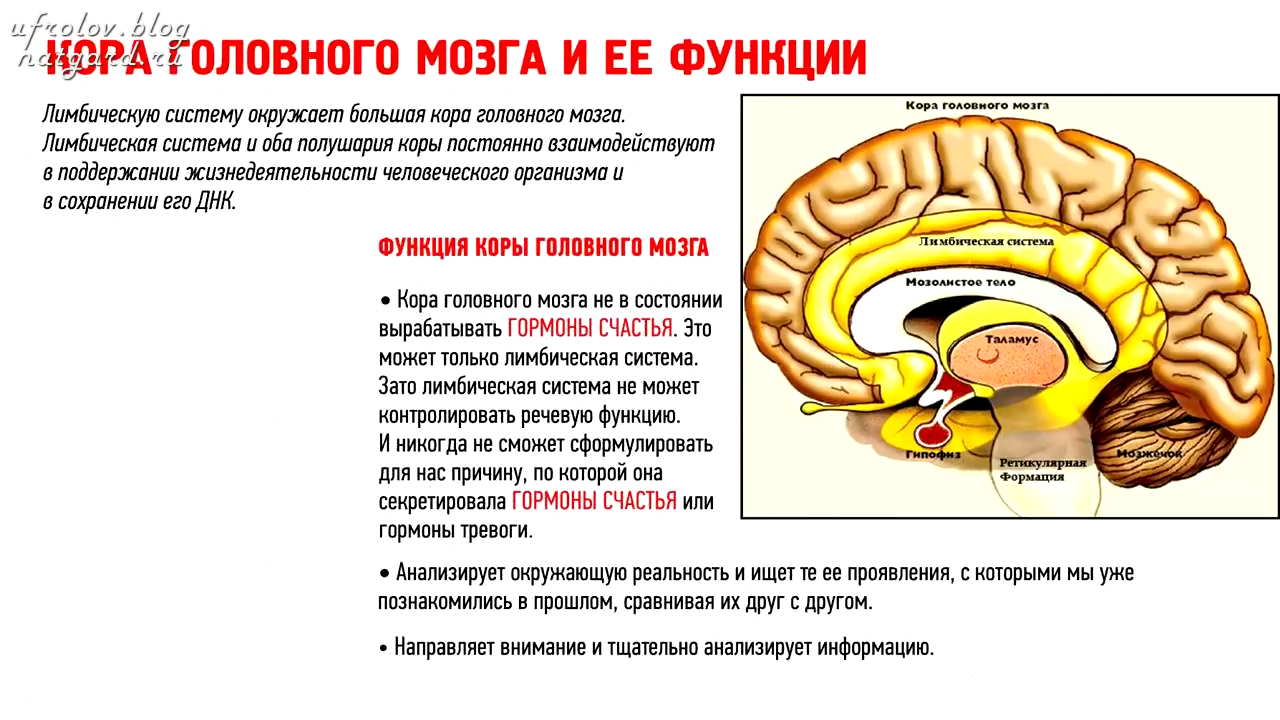 ufrolov.blog
naigard.ru
КОРА ГОЛОВНОГО МОЗГА И ЕЕ ФУНКЦИИ
Лимбическую систему окружает большая кора головного мозга.
Лимбическая система и оба полушария коры постоянно взаимодействуют
в поддержании жизнедеятельности человеческого организма и
в сохранении его ДНК.
ФУНКЦИЯ КОРЫ ГОЛОВНОГО МОЗГА
• Кора головного мозга не в состоянии
вырабатывать ГОРМОНЫ СЧАСТЬЯ. Это
может только лимбическая система.
Зато лимбическая система не может
контролировать речевую функцию.
И никогда не сможет сформулировать
для нас причину, по которой она
секретировала ГОРМОНЫ СЧАСТЬЯ или
гормоны тревоги.
• Анализирует окружающую реальность и ищет те ее проявления, с которыми мы уже
познакомились в прошлом, сравнивая их друг с другом.
• Направляет внимание и тщательно анализирует информацию.
Кора головного мозга
Лимбическая система
Мозолистое тело
Таламус
Гипофиз
Ретикулярная
Формация
Мозжечок